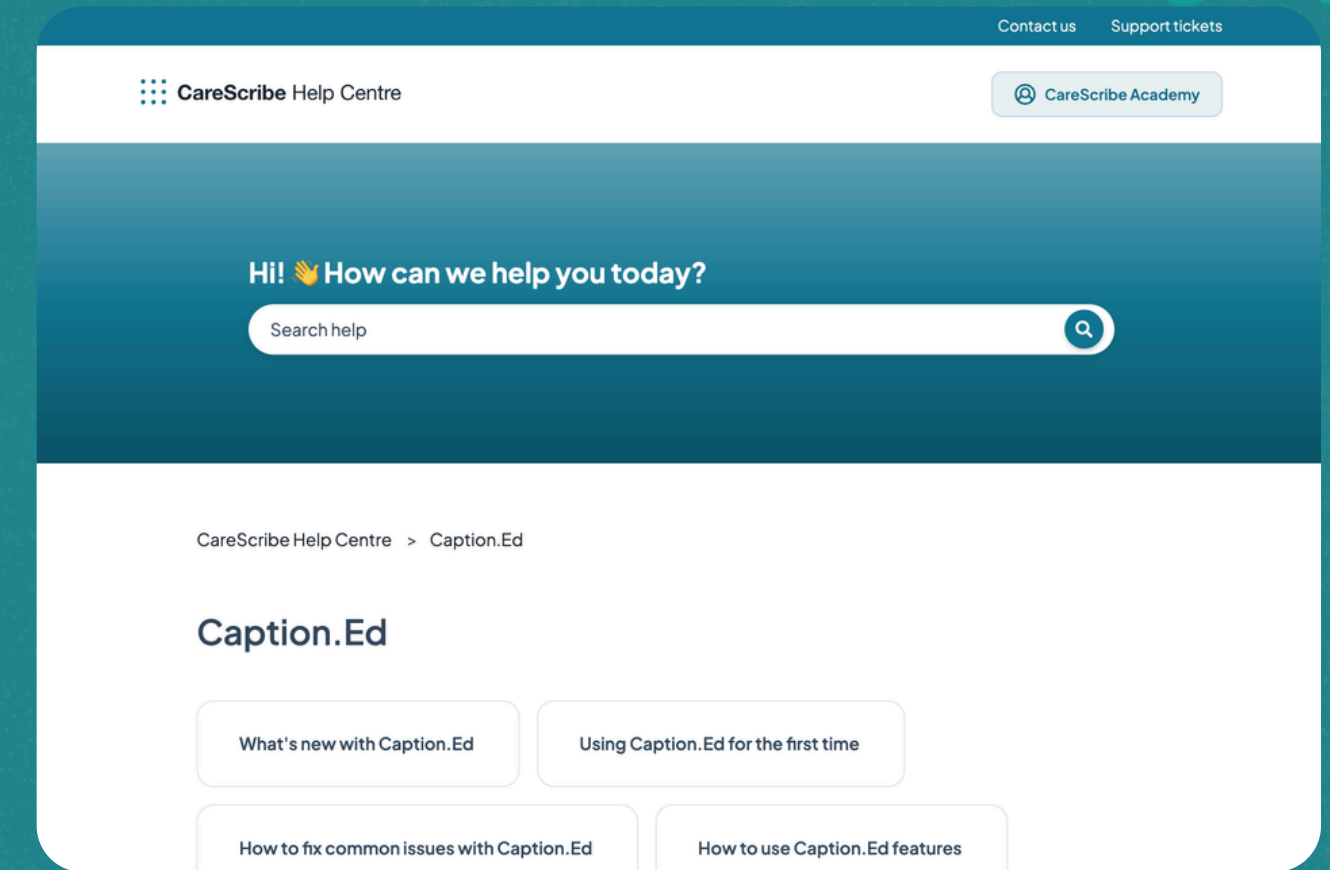 Contact us Support tickets
CareScribe Help Centre
CareScribe Academy
Hi! 👋 How can we help you today?
Search help
CareScribe Help Centre > Caption.Ed
Caption.Ed
What's new with Caption.Ed
Using Caption.Ed for the first time
How to fix common issues with Caption.Ed
How to use Caption.Ed features